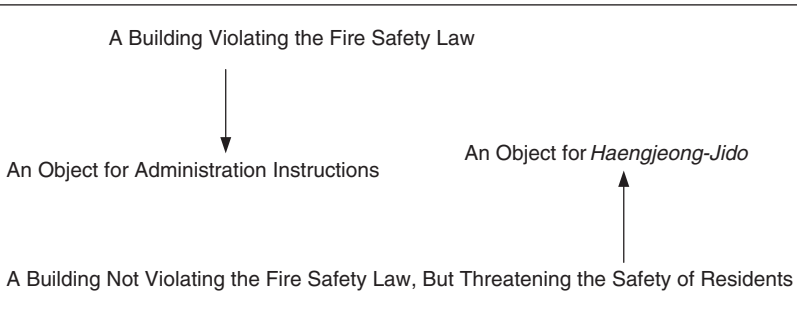 A Building Violating the Fire Safety Law
An Object for Haengjeong-Jido
An Object for Administration Instructions
A Building Not Violating the Fire Safety Law, But Threatening the Safety of Residents